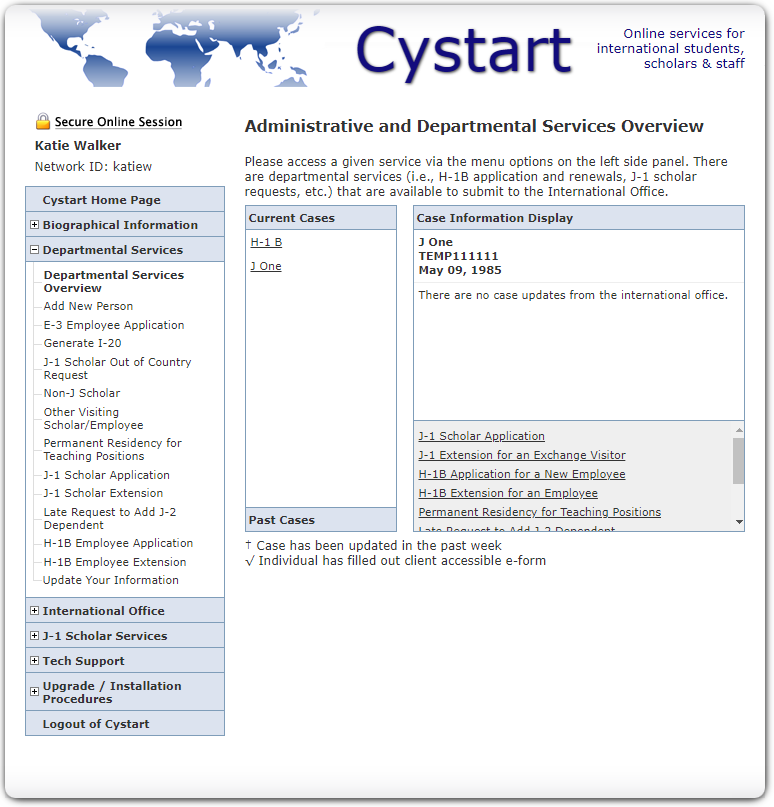 Cystart
Online services for
international students,
scholars & staff
Secure Online Session
Katie Walker
Network ID: katiew
Cystart Home Page
Biographical Information
Departmental Services
Departmental Services
Overview
Add New Person
E-3 Employee Application
Generate I-20
J-1 Scholar Out of Country
Request
Non-J Scholar
Other Visiting
Scholar/Employee
Permanent Residency for
Teaching Positions
J-1 Scholar Application
J-1 Scholar Extension
Late Request to Add J-2
Dependent
H-1B Employee Application
H-1B Employee Extension
Update Your Information
International Office
J-1 Scholar Services
Tech Support
Upgrade / Installation
Procedures
Logout of Cystart
Administrative and Departmental Services Overview
Please access a given service via the menu options on the left side panel. There
are departmental services (i.e., H-1B application and renewals, J-1 scholar
requests, etc.) that are available to submit to the International Office.
Current Cases
H-1 B
J One
Past Cases
Case Information Display
J One
TEMP111111
May 09, 1985
There are no case updates from the international office.
J-1 Scholar Application
J-1 Extension for an Exchange Visitor
H-1B Application for a New Employee
H-1B Extension for an Employee
Permanent Residency for Teaching Positions
Late Request to Add J-2 Dependent
† Case has been updated in the past week
√ Individual has filled out client accessible e-form